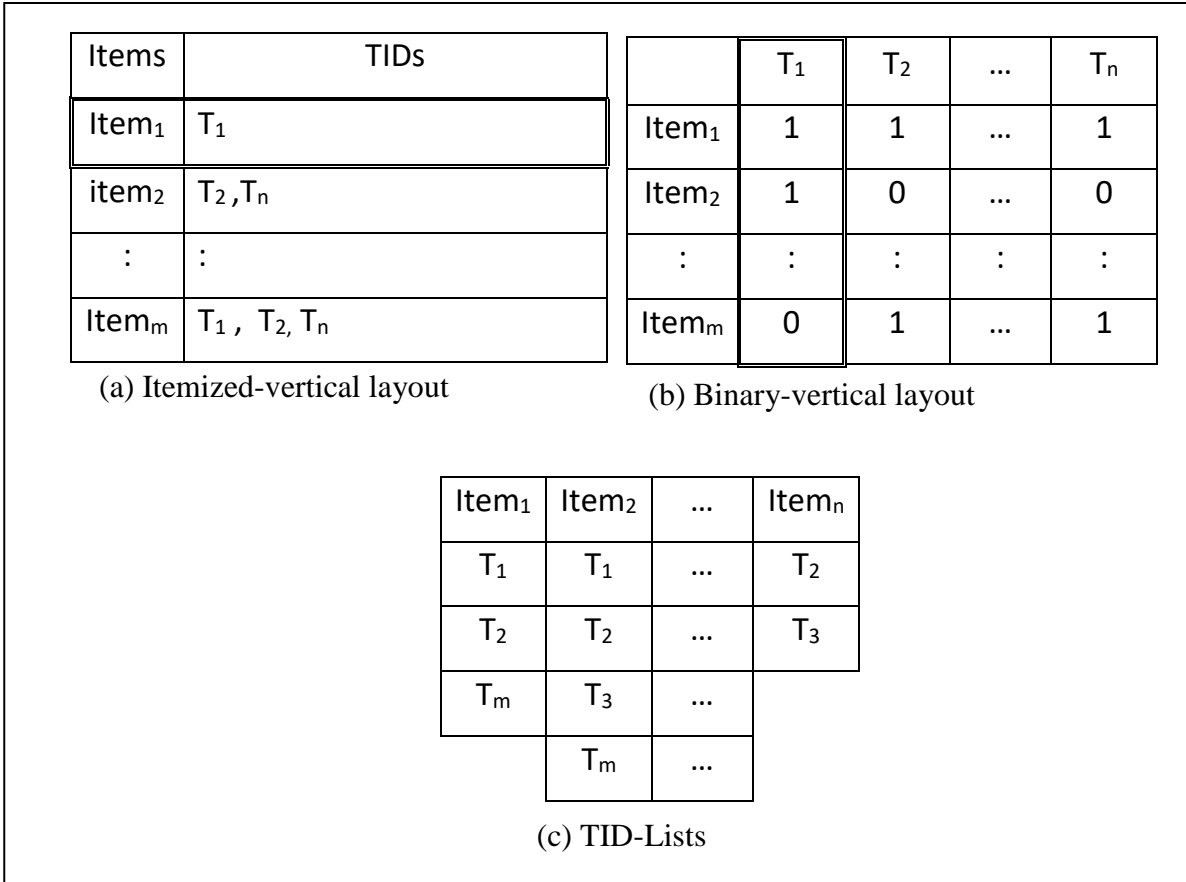 Items TIDs
Item₁ T₁
item₂ T₂ ,Tₙ
: :
Itemₘ T₁ , T₂, Tₙ
(a) Itemized-vertical layout
T₁ T₂ ... Tₙ
Item₁ 1 1 ... 1
Item₂ 1 0 ... 0
: : : : :
Itemₘ 0 1 ... 1
(b) Binary-vertical layout
Item₁ Item₂ ... Itemₙ
T₁ T₁ ... T₂
T₂ T₂ ... T₃
Tₘ T₃ ...
Tₘ ...
(c) TID-Lists